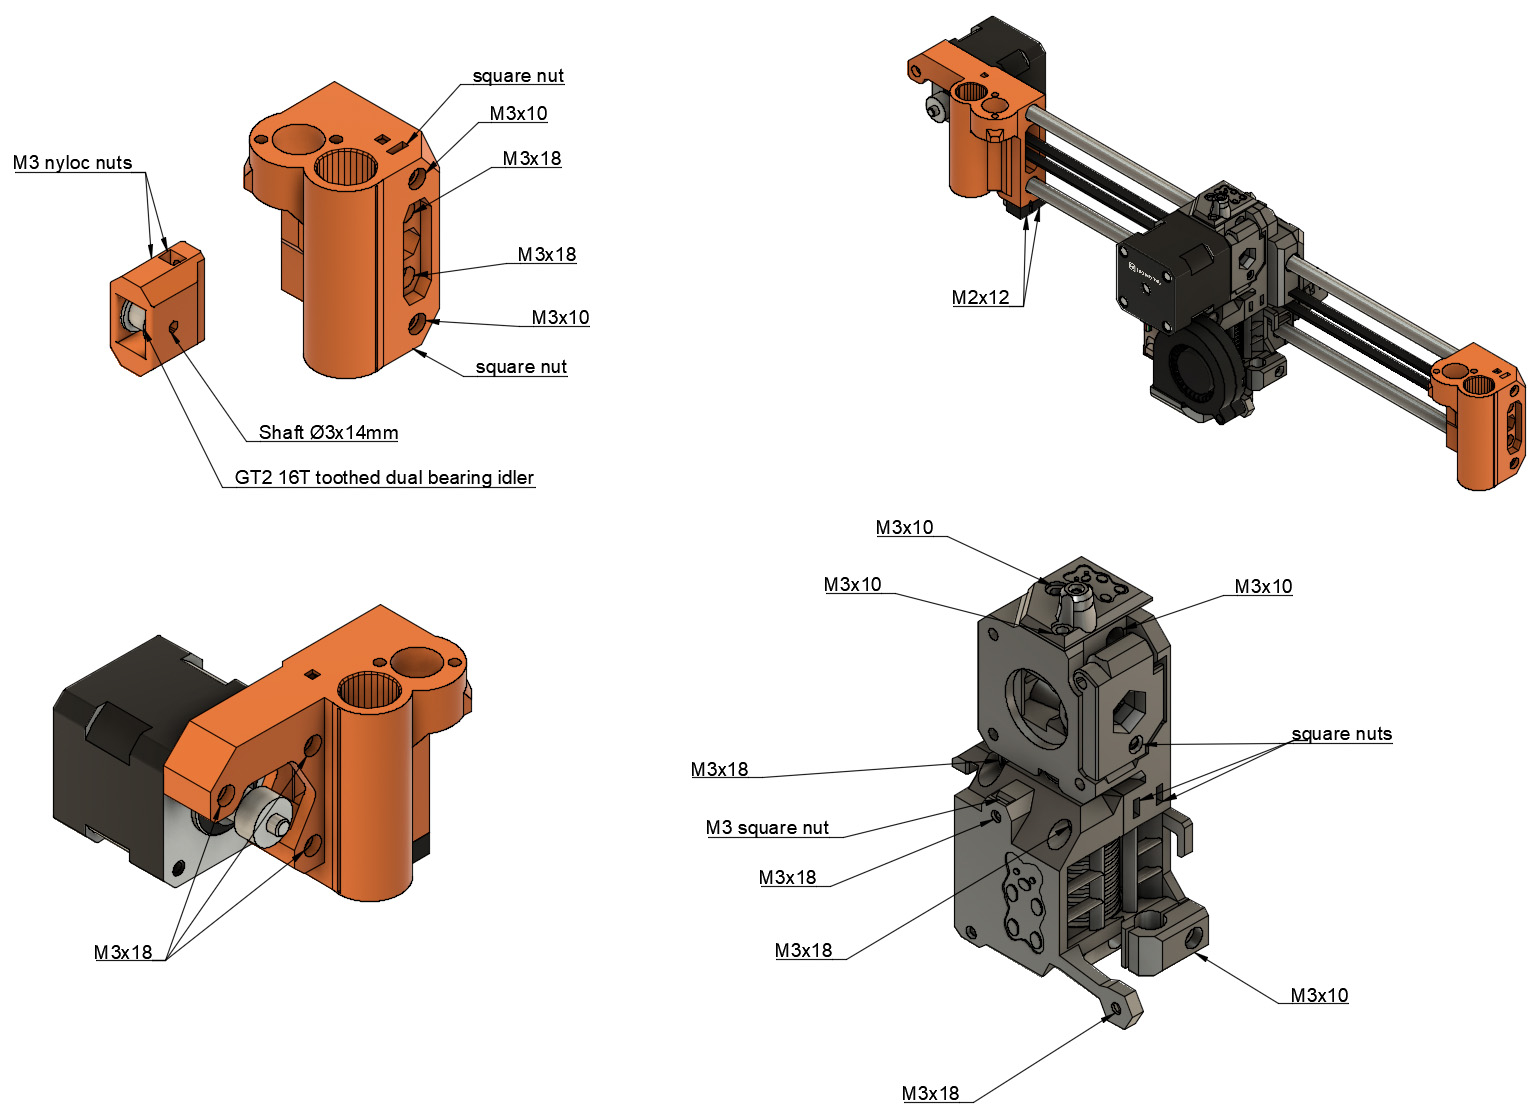 square nut
M3x10
M3x18
M3 nyloc nuts
M3x18
M3x10
square nut
Shaft Ø3x14mm
GT2 16T toothed dual bearing idler
M2x12
M3x18
M3x10
M3x10
M3x10
square nuts
M3x18
M3 square nut
M3x18
M3x18
M3x10
M3x18